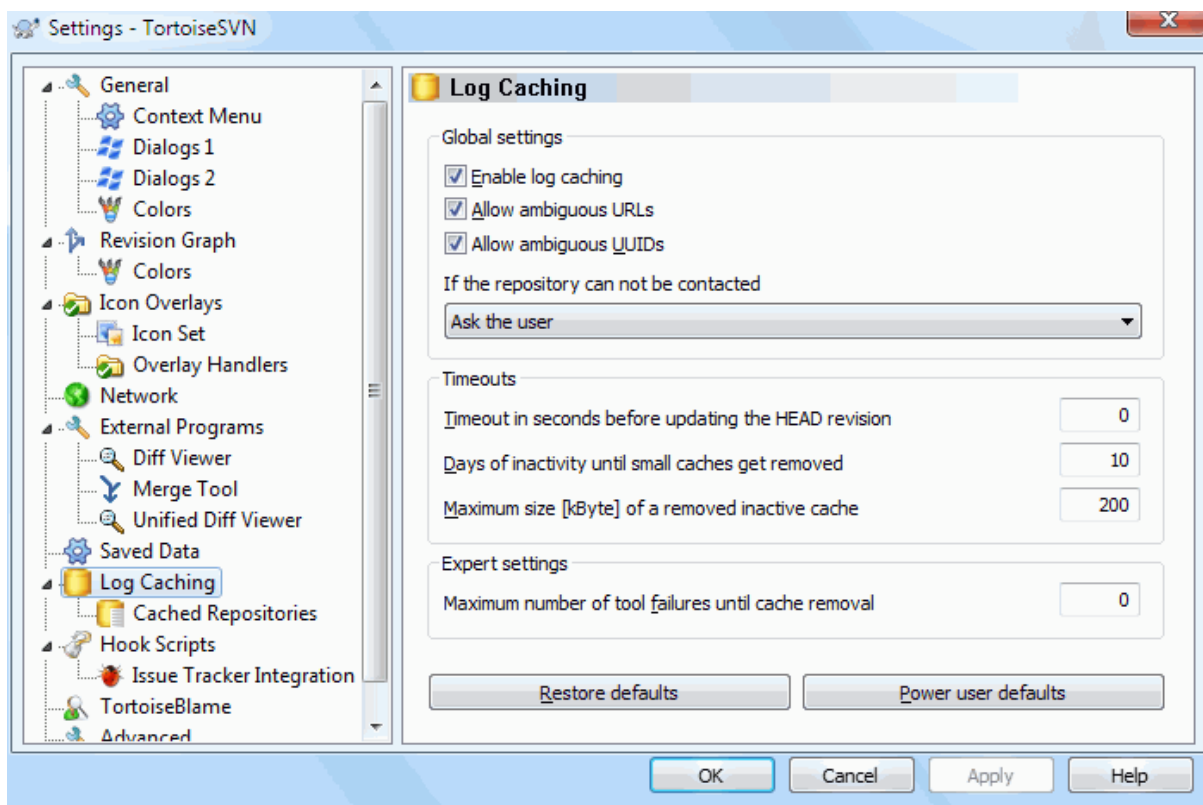 Settings - TortoiseSVN
X
General
Context Menu
Dialogs 1
Dialogs 2
Colors
Revision Graph
Colors
Icon Overlays
Icon Set
Overlay Handlers
Network
External Programs
Diff Viewer
Merge Tool
Unified Diff Viewer
Saved Data
Log Caching
Cached Repositories
Hook Scripts
Issue Tracker Integration
TortoiseBlame
Advanced
Log Caching
Global settings
Enable log caching
Allow ambiguous URLs
Allow ambiguous UUIDs
If the repository can not be contacted
Ask the user
Timeouts
Timeout in seconds before updating the HEAD revision 0
Days of inactivity until small caches get removed 10
Maximum size [kByte] of a removed inactive cache 200
Expert settings
Maximum number of tool failures until cache removal 0
Restore defaults Power user defaults
OK Cancel Apply Help